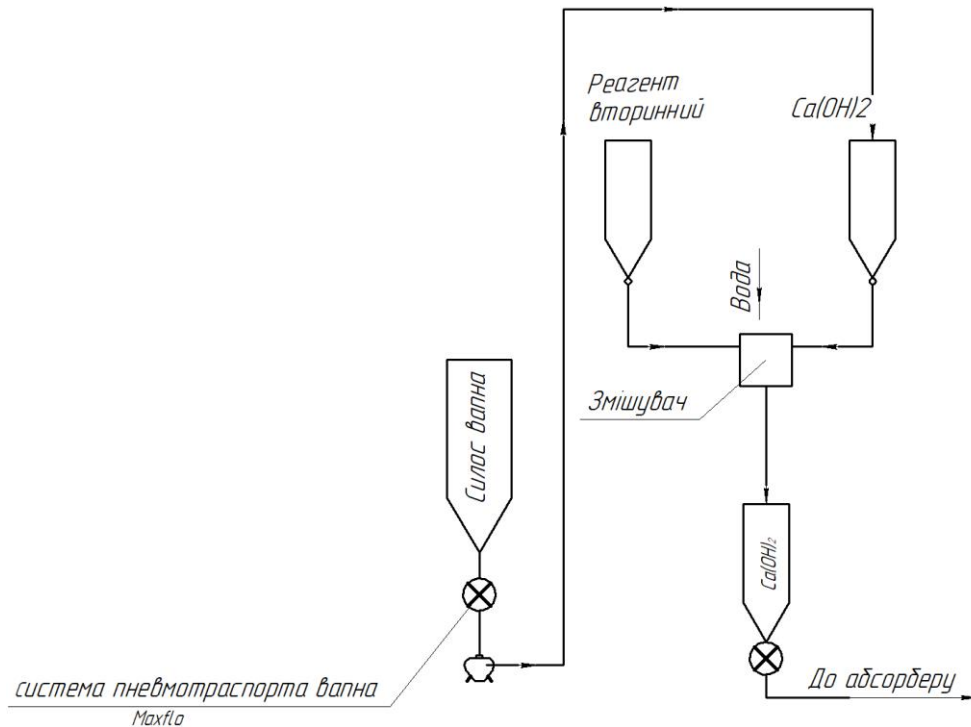 Реагент
вторинний
Ca(OH)2
Вода
Змішувач
Силос вапна
Ca(OH)₂
До абсорберу
система пневмотраспорта вапна
Maxflo